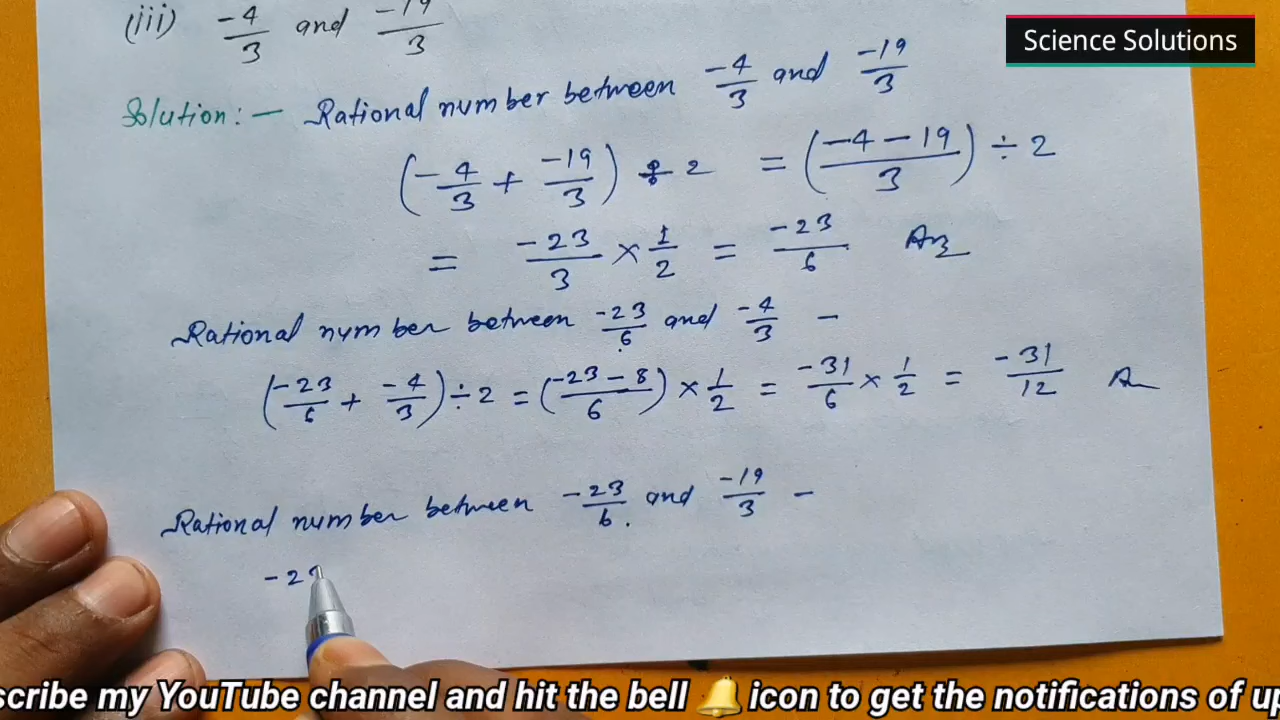 (iii) -4/3 and -19/3
Science Solutions
Solution:- Rational number between -4/3 and -19/3
(-4/3 + -19/3) ÷ 2 = (-4-19/3) ÷ 2
= -23/3 × 1/2 = -23/6 Ans
Rational number between -23/6 and -4/3 -
(-23/6 + -4/3) ÷ 2 = (-23-8/6) × 1/2 = -31/6 × 1/2 = -31/12 An
Rational number between -23/6 and -19/3 -
-23
scribe my YouTube channel and hit the bell 🔔 icon to get the notifications of up